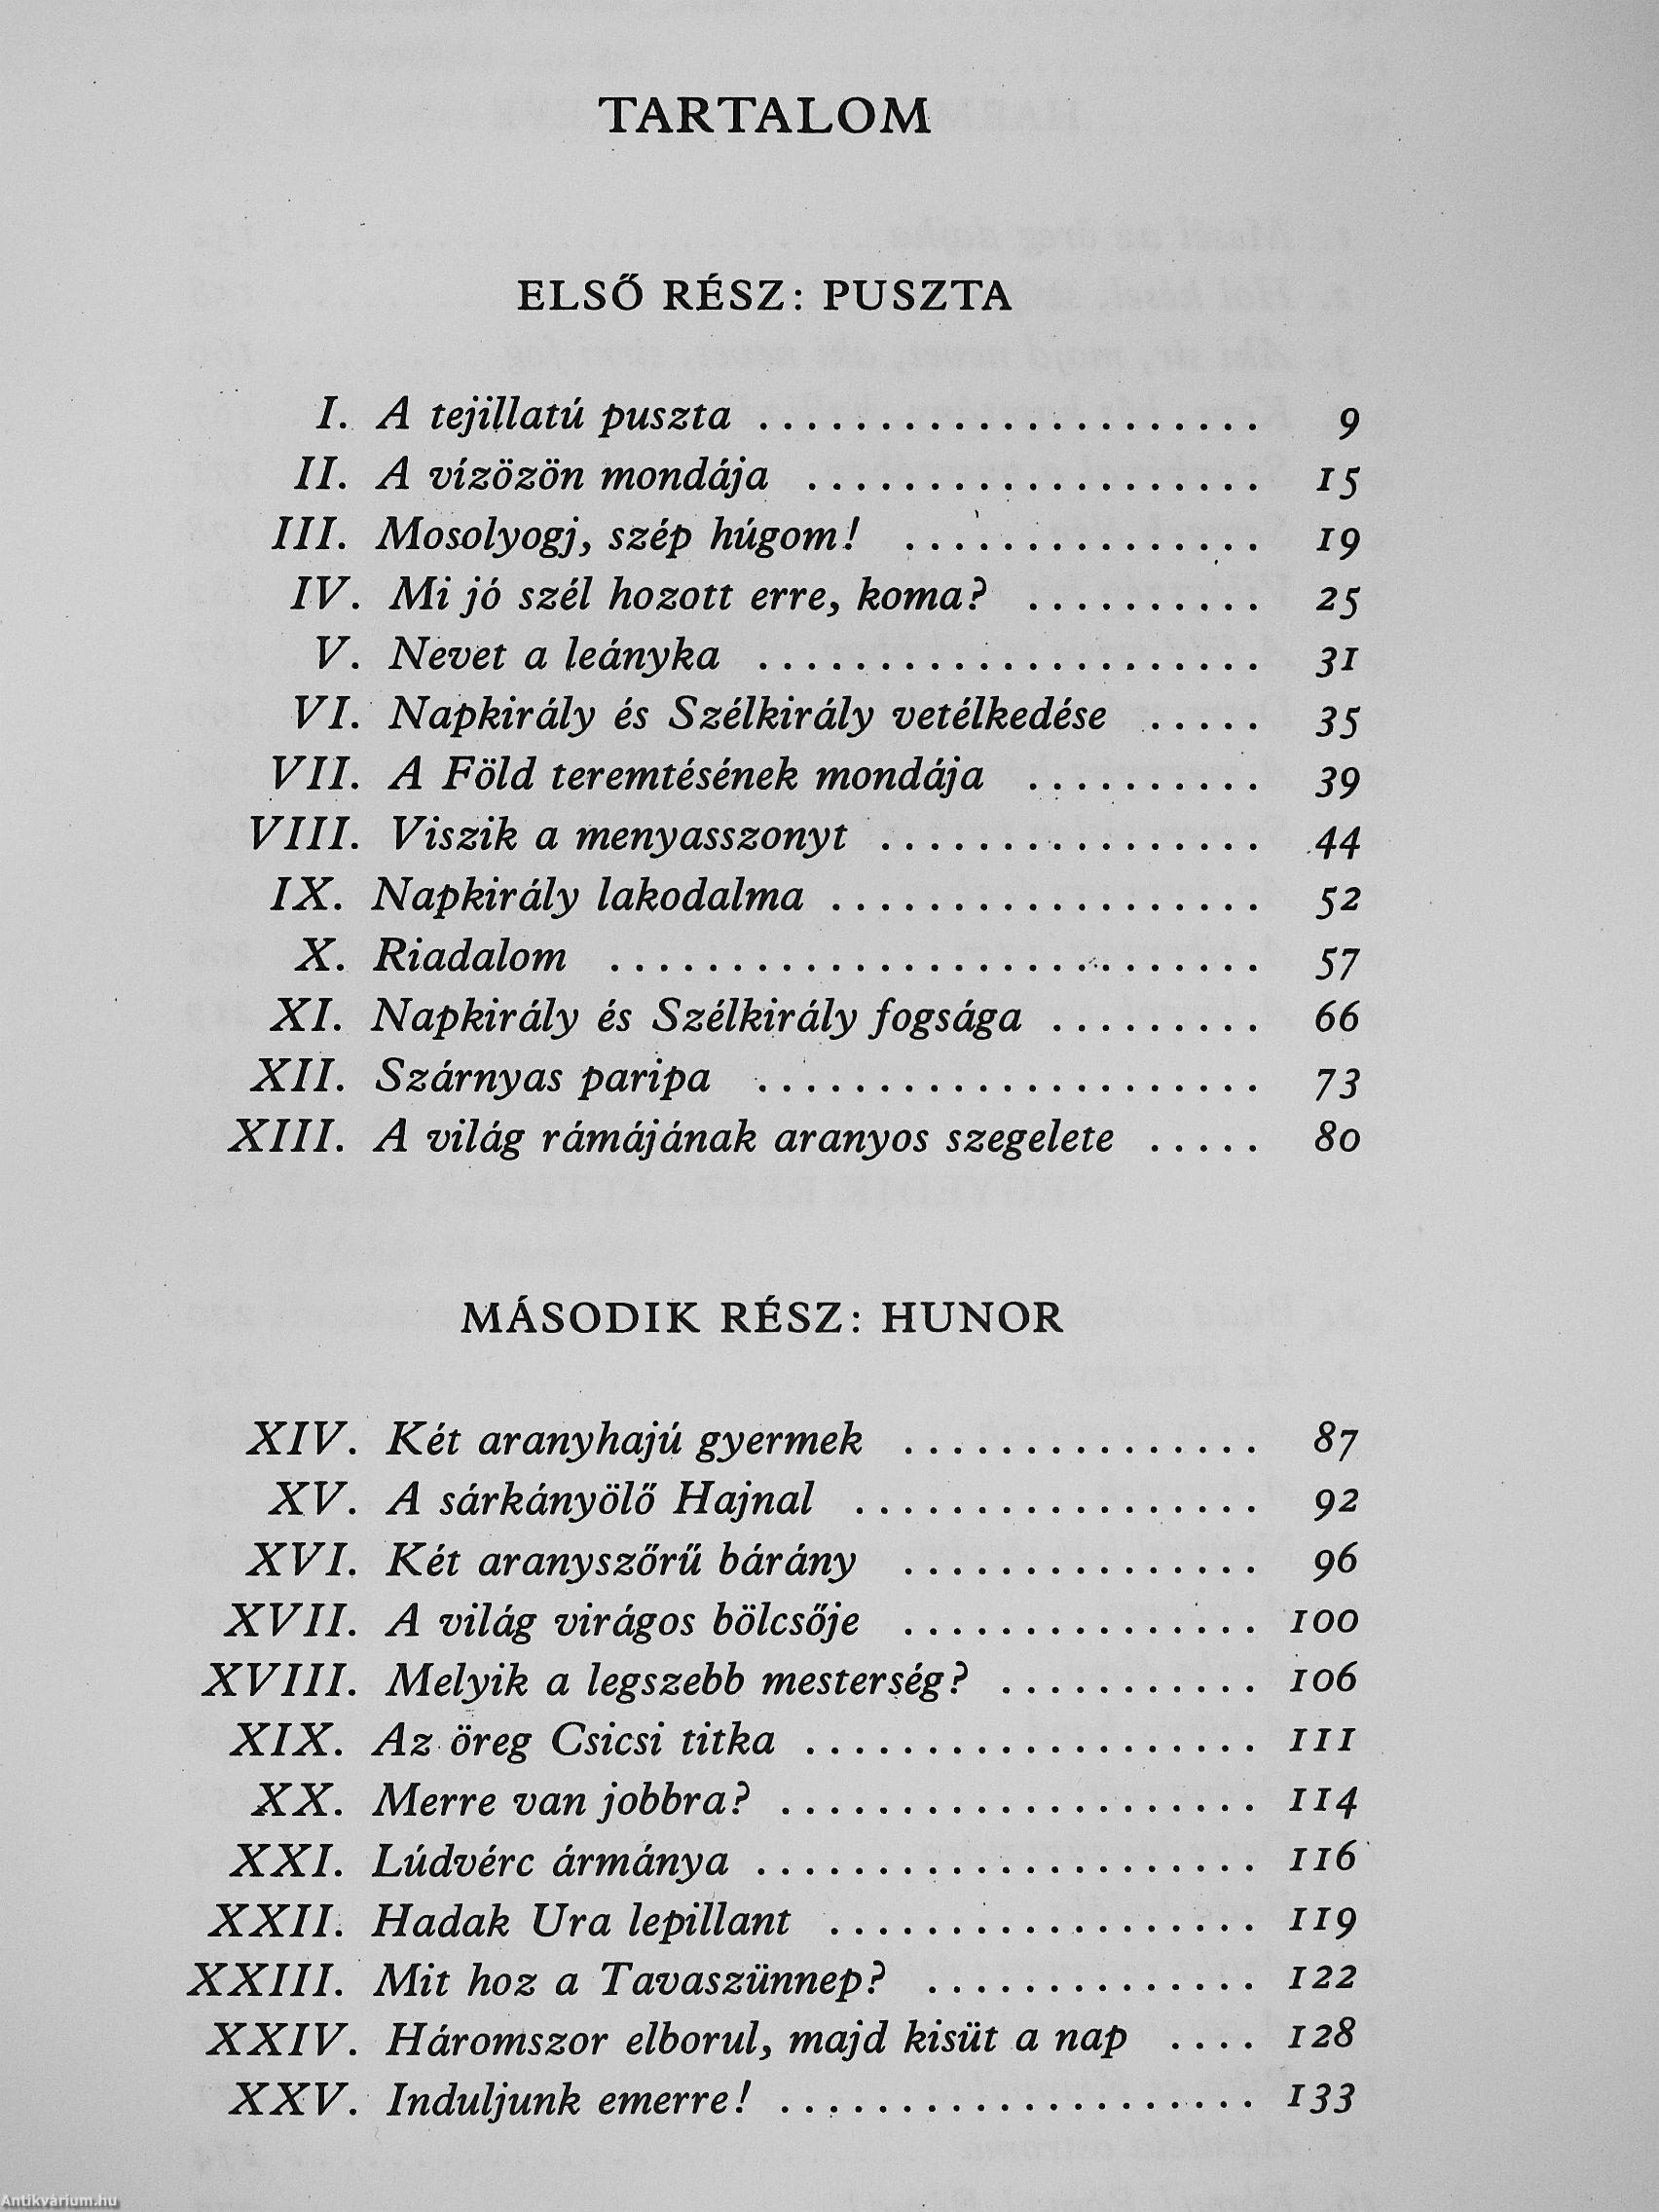 TARTALOM
ELSŐ RÉSZ: PUSZTA
I. A tejillatú puszta ..................... 9
II. A vízözön mondája ................... 15
III. Mosolyogj, szép húgom! ............... 19
IV. Mi jó szél hozott erre, koma? .......... 25
V. Nevet a leányka ..................... 31
VI. Napkirály és Szélkirály vetélkedése ..... 35
VII. A Föld teremtésének mondája .......... 39
VIII. Viszik a menyasszonyt ................ 44
IX. Napkirály lakodalma .................. 52
X. Riadalom ........................... 57
XI. Napkirály és Szélkirály fogsága ......... 66
XII. Szárnyas paripa ..................... 73
XIII. A világ rámájának aranyos szegelete ..... 80
MÁSODIK RÉSZ: HUNOR
XIV. Két aranyhajú gyermek ............... 87
XV. A sárkányölő Hajnal ................. 92
XVI. Két aranyszőrű bárány ............... 96
XVII. A világ virágos bölcsője ............... 100
XVIII. Melyik a legszebb mesterség? ........... 106
XIX. Az öreg Csicsi titka ................... 111
XX. Merre van jobbra? .................... 114
XXI. Lúdvérc ármánya ..................... 116
XXII. Hadak Ura lepillant .................. 119
XXIII. Mit hoz a Tavaszünnep? .............. 122
XXIV. Háromszor elborul, majd kisüt a nap .... 128
XXV. Induljunk emerre! .................... 133
Antikvárium.hu